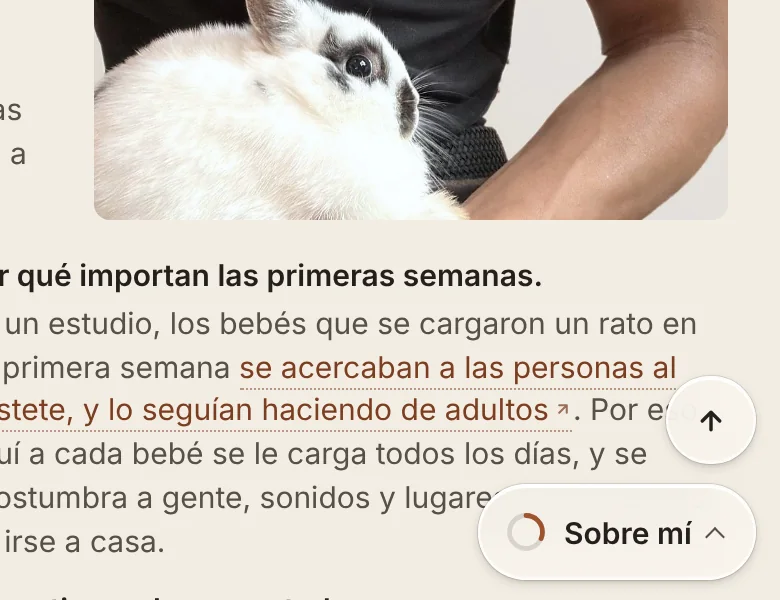 as
a
r qué importan las primeras semanas.
un estudio, los bebés que se cargaron un rato en
primera semana se acercaban a las personas al
stete, y lo seguían haciendo de adultos ↗. Por e
uí a cada bebé se le carga todos los días, y se
ostumbra a gente, sonidos y lugare
irse a casa.
Sobre mí